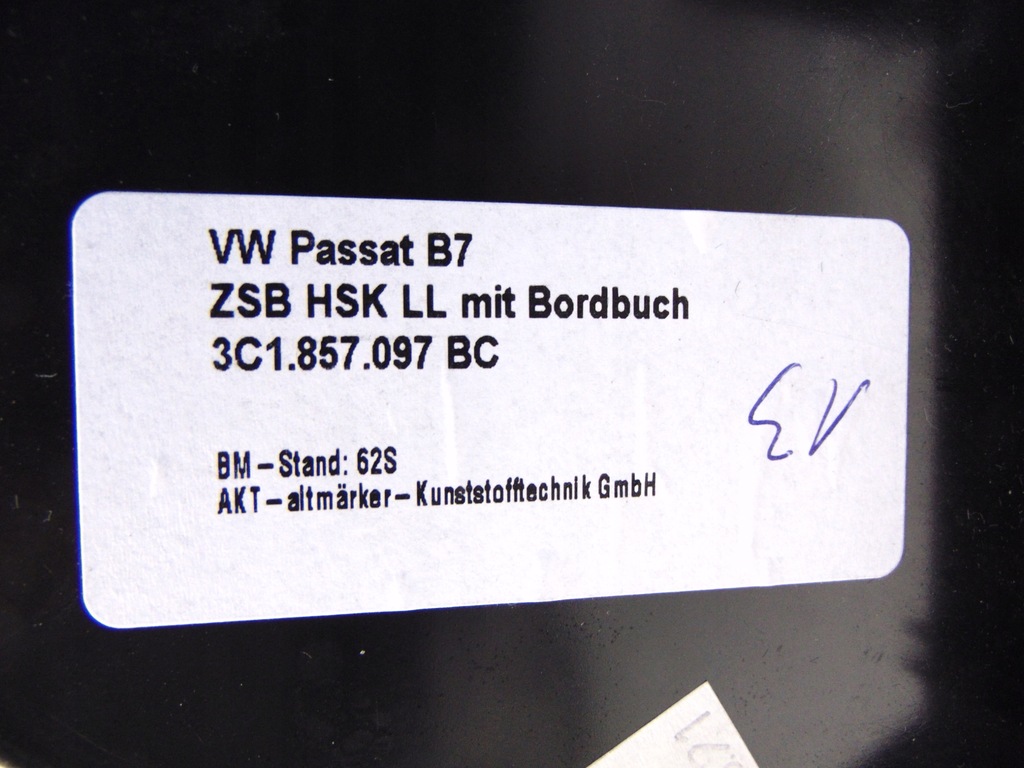 VW Passat B7
ZSB HSK LL mit Bordbuch
3C1.857.097 BC
BM-Stand: 62S
AKT-altmärker-Kunststofftechnik GmbH